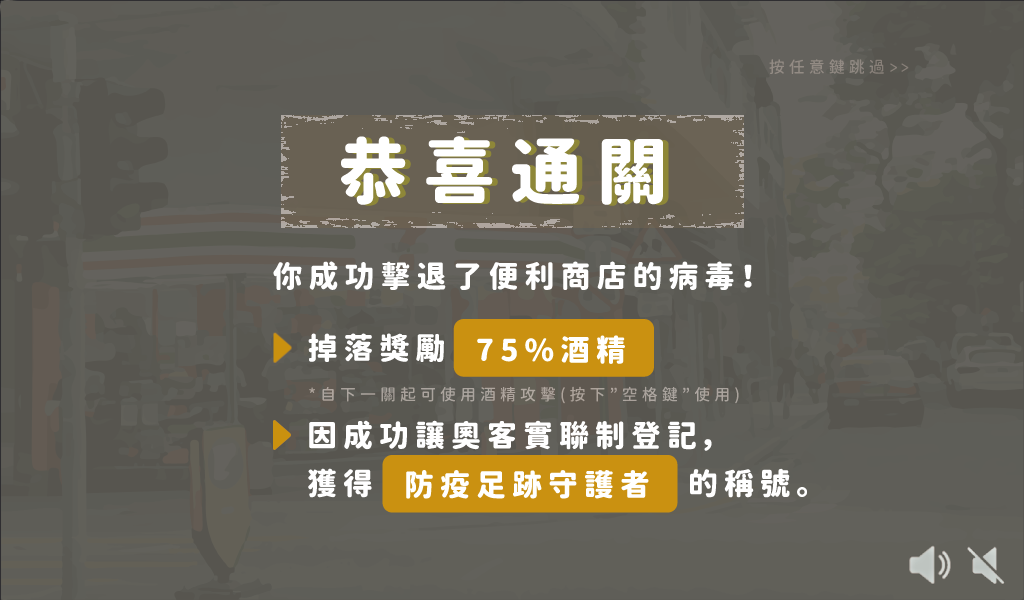 按任意鍵跳過>>
恭喜通關
你成功擊退了便利商店的病毒！
掉落獎勵 75%酒精
*自下一關起可使用酒精攻擊(按下”空格鍵”使用)
因成功讓奧客實聯制登記，
獲得 防疫足跡守護者 的稱號。